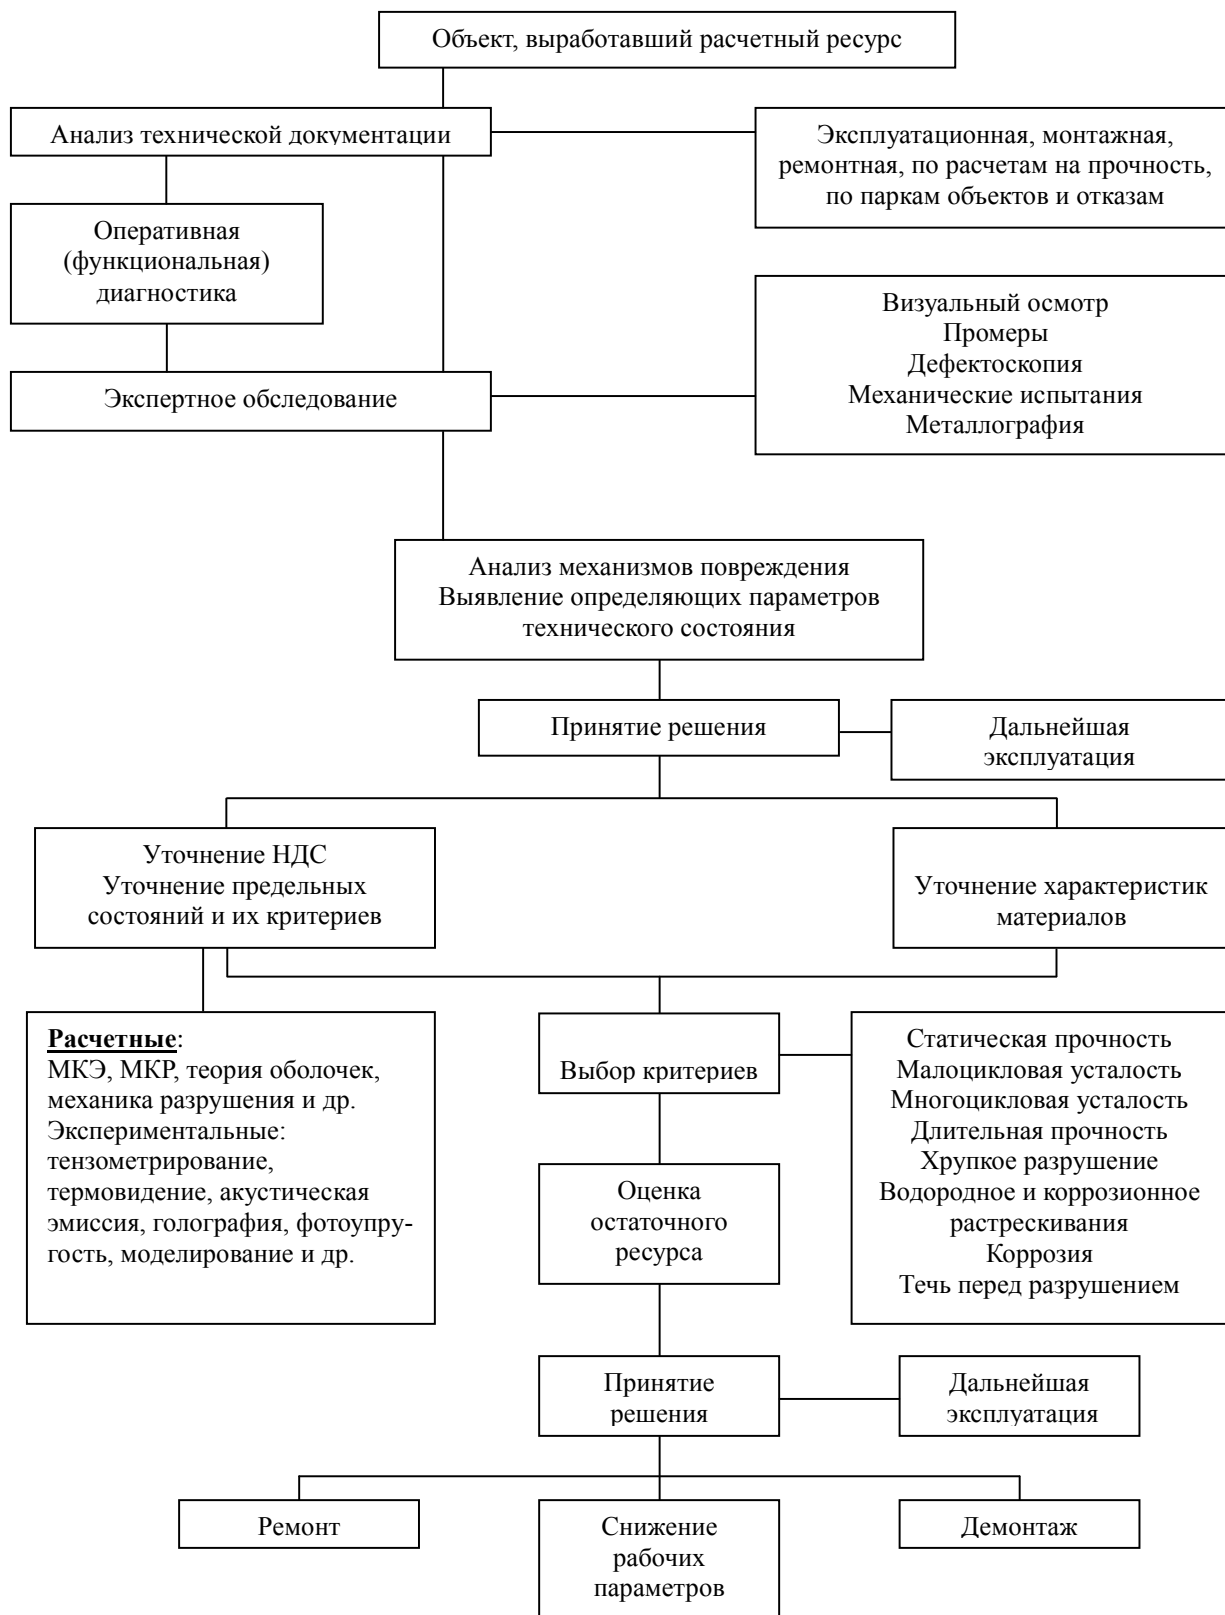 Объект, выработавший расчетный ресурс
Анализ технической документации
Эксплуатационная, монтажная,
ремонтная, по расчетам на прочность,
по паркам объектов и отказам
Оперативная
(функциональная)
диагностика
Визуальный осмотр
Промеры
Дефектоскопия
Механические испытания
Металлография
Экспертное обследование
Анализ механизмов повреждения
Выявление определяющих параметров
технического состояния
Принятие решения
Дальнейшая
эксплуатация
Уточнение НДС
Уточнение предельных
состояний и их критериев
Уточнение характеристик
материалов
Расчетные:
МКЭ, МКР, теория оболочек,
механика разрушения и др.
Экспериментальные:
тензометрирование,
термовидение, акустическая
эмиссия, голография, фотоупру-
гость, моделирование и др.
Выбор критериев
Статическая прочность
Малоцикловая усталость
Многоцикловая усталость
Длительная прочность
Хрупкое разрушение
Водородное и коррозионное
растрескивания
Коррозия
Течь перед разрушением
Оценка
остаточного
ресурса
Принятие
решения
Дальнейшая
эксплуатация
Ремонт
Снижение
рабочих
параметров
Демонтаж